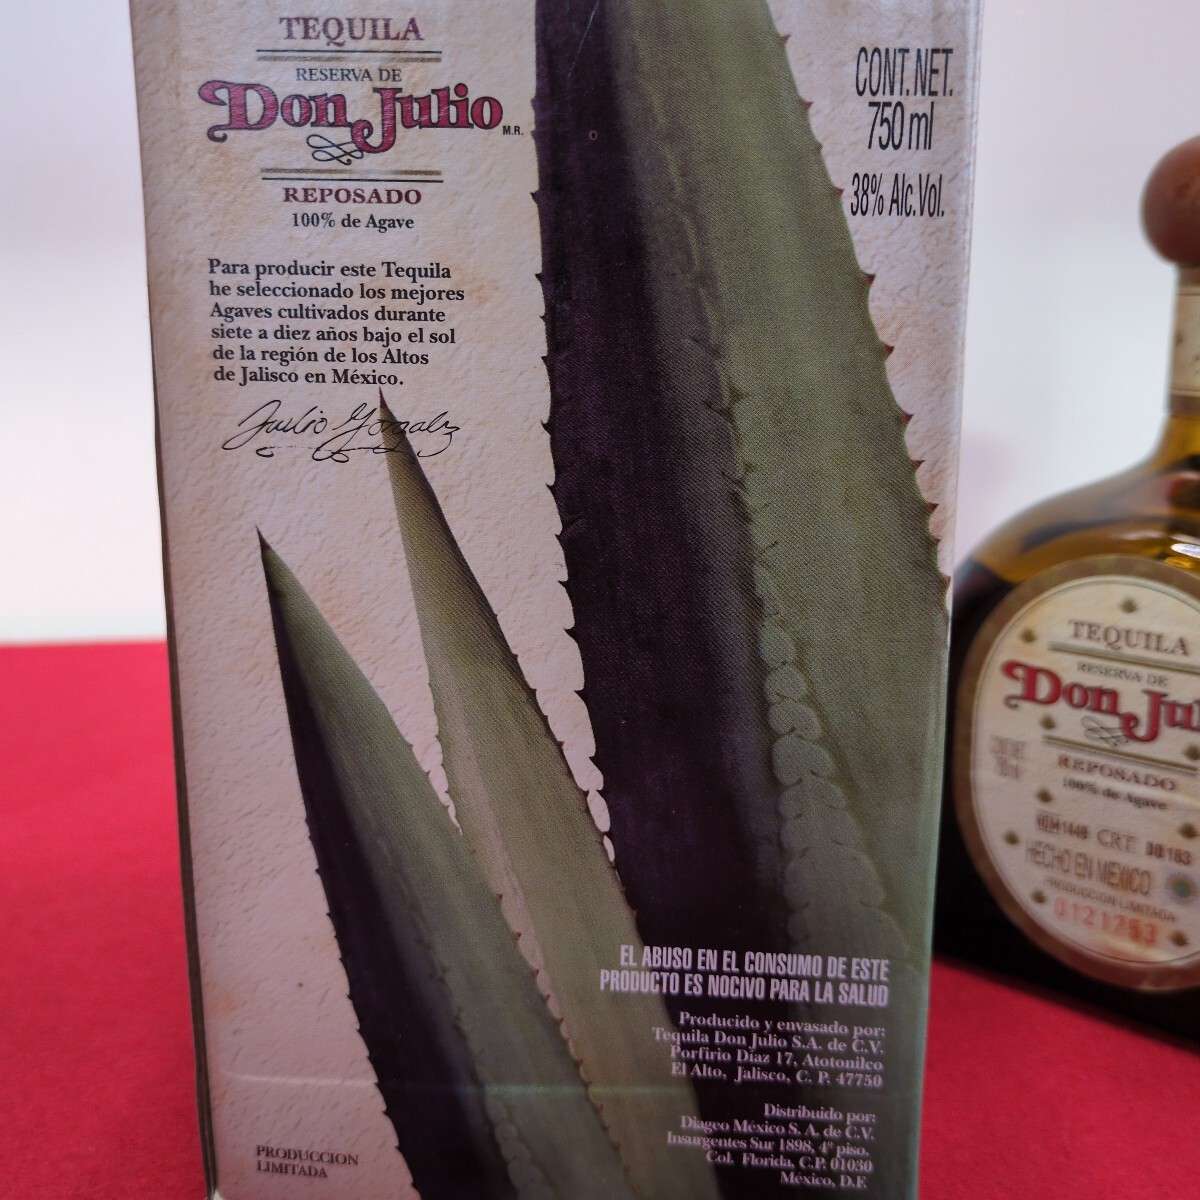 TEQUILA
RESERVA DE
Don Julio M.R.
REPOSADO
100% de Agave
Para producir este Tequila
he seleccionado los mejores
Agaves cultivados durante
siete a diez años bajo el sol
de la región de los Altos
de Jalisco en México.
Julio Gonzalz
CONT.NET.
750 ml
38% Alc.Vol.
EL ABUSO EN EL CONSUMO DE ESTE
PRODUCTO ES NOCIVO PARA LA SALUD
Producido y envasado por:
Tequila Don Julio S.A. de C.V.
Porfirio Díaz 17, Atotonilco
El Alto, Jalisco, C. P. 47750
Distribuido por:
Diageo México S. A. de C.V.
Insurgentes Sur 1898, 4º piso.
Col. Florida, C.P. 01030
México, D.F.
PRODUCCION
LIMITADA
TEQUILA
RESERVA DE
Don Ju
REPOSADO
100% de Agave
CRT
HECHO EN MEXICO
PRODUCCION LIMITADA